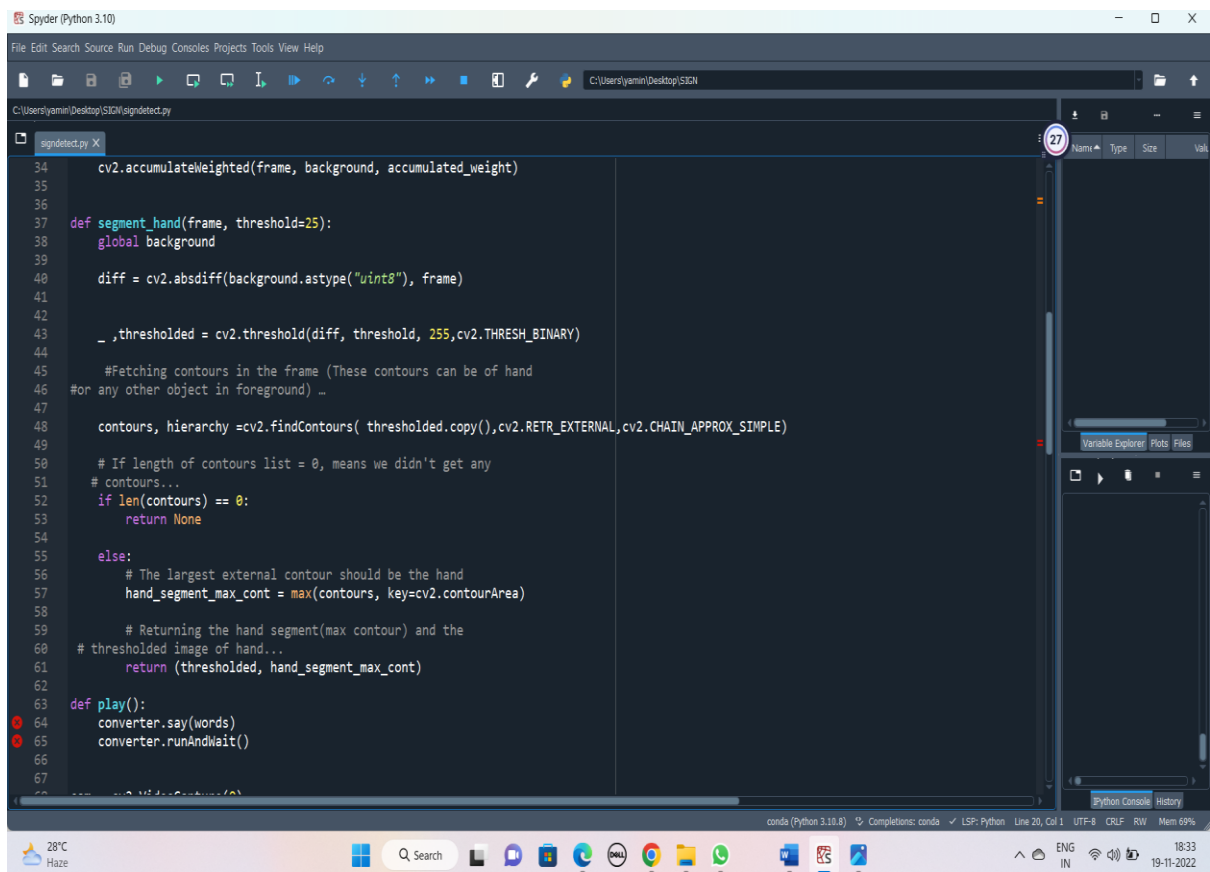 Spyder (Python 3.10)
File Edit Search Source Run Debug Consoles Projects Tools View Help
C:\Users\yamin\Desktop\SIGN
C:\Users\yamin\Desktop\SIGN\signdetect.py
signdetect.py X
27
Name Type Size Valu
34 cv2.accumulateWeighted(frame, background, accumulated_weight)
35
36
37 def segment_hand(frame, threshold=25):
38 global background
39
40 diff = cv2.absdiff(background.astype("uint8"), frame)
41
42
43 _ ,thresholded = cv2.threshold(diff, threshold, 255,cv2.THRESH_BINARY)
44
45 #Fetching contours in the frame (These contours can be of hand
46 #or any other object in foreground) …
47
48 contours, hierarchy =cv2.findContours( thresholded.copy(),cv2.RETR_EXTERNAL,cv2.CHAIN_APPROX_SIMPLE)
49
50 # If length of contours list = 0, means we didn't get any
51 # contours...
52 if len(contours) == 0:
53 return None
54
55 else:
56 # The largest external contour should be the hand
57 hand_segment_max_cont = max(contours, key=cv2.contourArea)
58
59 # Returning the hand segment(max contour) and the
60 # thresholded image of hand...
61 return (thresholded, hand_segment_max_cont)
62
63 def play():
64 converter.say(words)
65 converter.runAndWait()
66
67
Variable Explorer Plots Files
IPython Console History
conda (Python 3.10.8) Completions: conda LSP: Python Line 20, Col 1 UTF-8 CRLF RW Mem 69%
28°C
Haze
Search
DELL
ENG
IN
18:33
19-11-2022